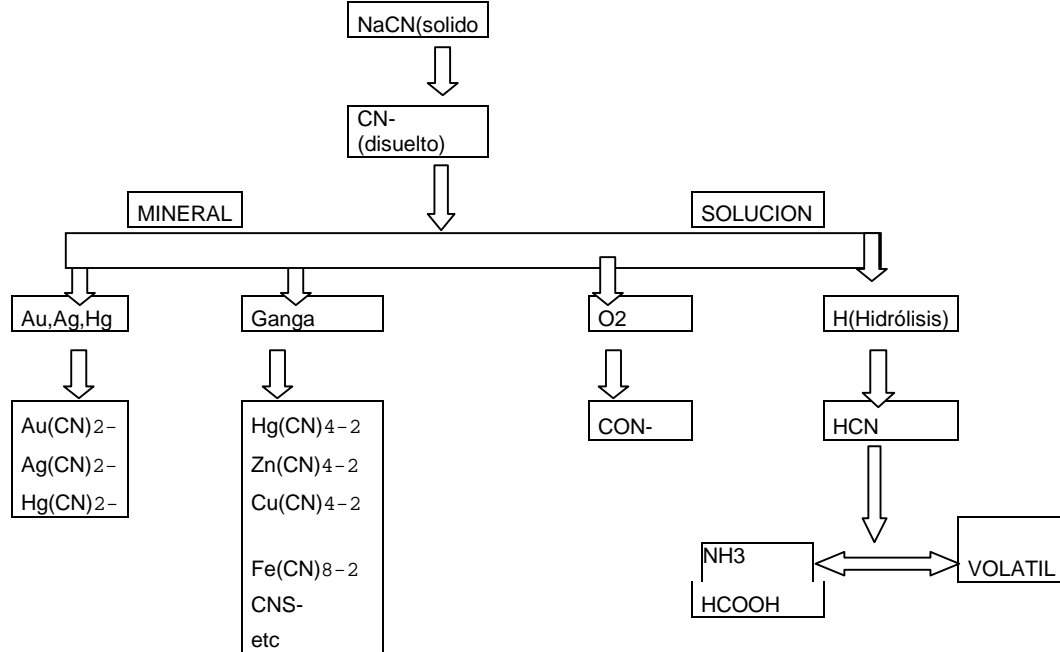 NaCN(solido
CN-
(disuelto)
MINERAL
SOLUCION
Au,Ag,Hg
Ganga
O2
H(Hidrólisis)
Au(CN)2-
Ag(CN)2-
Hg(CN)2-
Hg(CN)4-2
Zn(CN)4-2
Cu(CN)4-2
Fe(CN)8-2
CNS-
etc
CON-
HCN
NH3
HCOOH
VOLATIL